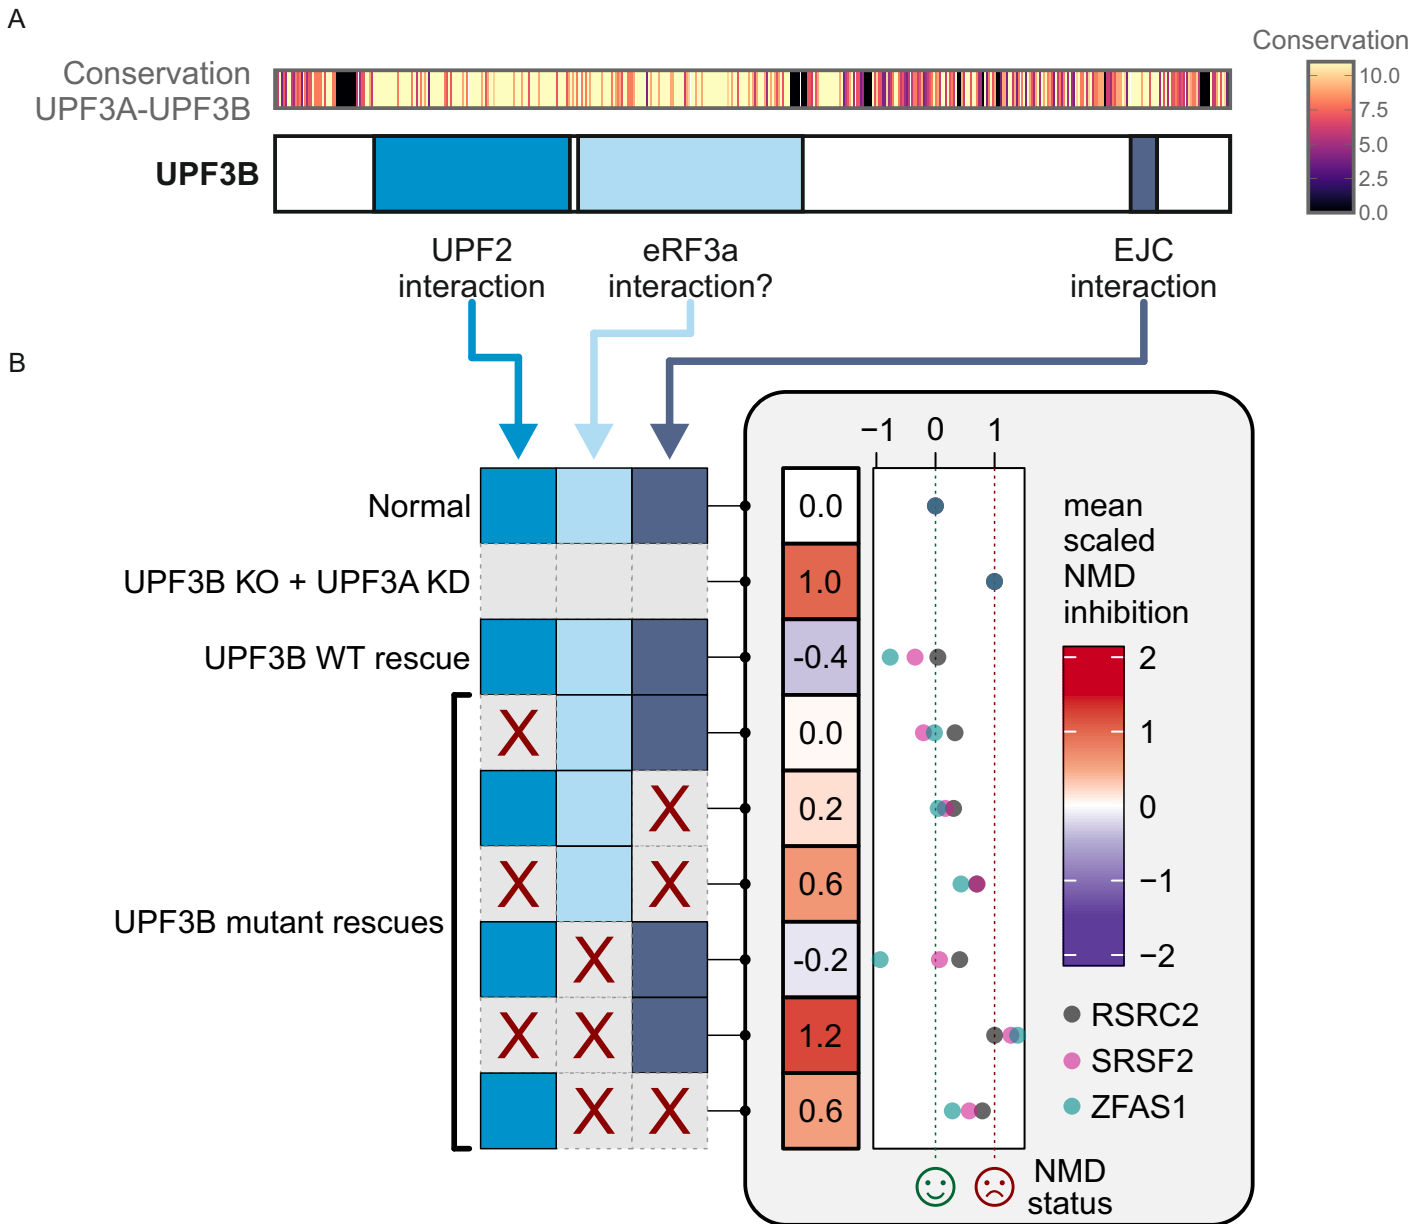 A
Conservation
UPF3A-UPF3B
Conservation
10.0
7.5
5.0
2.5
0.0
UPF3B
UPF2
interaction
eRF3a
interaction?
EJC
interaction
B
−1 0 1
Normal
UPF3B KO + UPF3A KD
UPF3B WT rescue
UPF3B mutant rescues
X
X
X X
X
X X
X X
0.0
1.0
-0.4
0.0
0.2
0.6
-0.2
1.2
0.6
mean
scaled
NMD
inhibition
2
1
0
−1
−2
RSRC2
SRSF2
ZFAS1
NMD
status